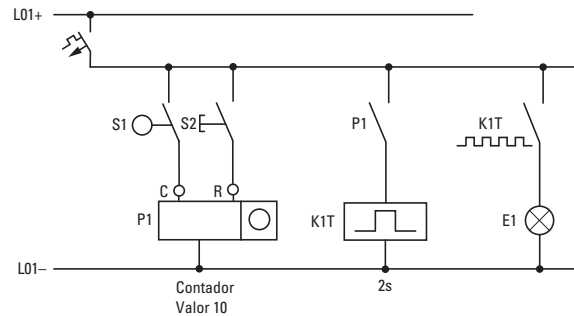 L01+
S1
S2
P1
K1T
C
R
P1
K1T
E1
L01–
Contador
Valor 10
2s